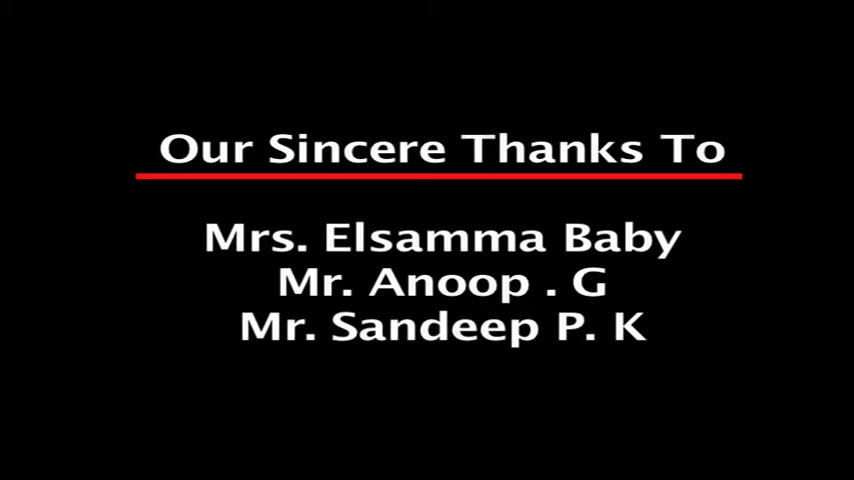 Our Sincere Thanks To
Mrs. Elsamma Baby
Mr. Anoop . G
Mr. Sandeep P. K